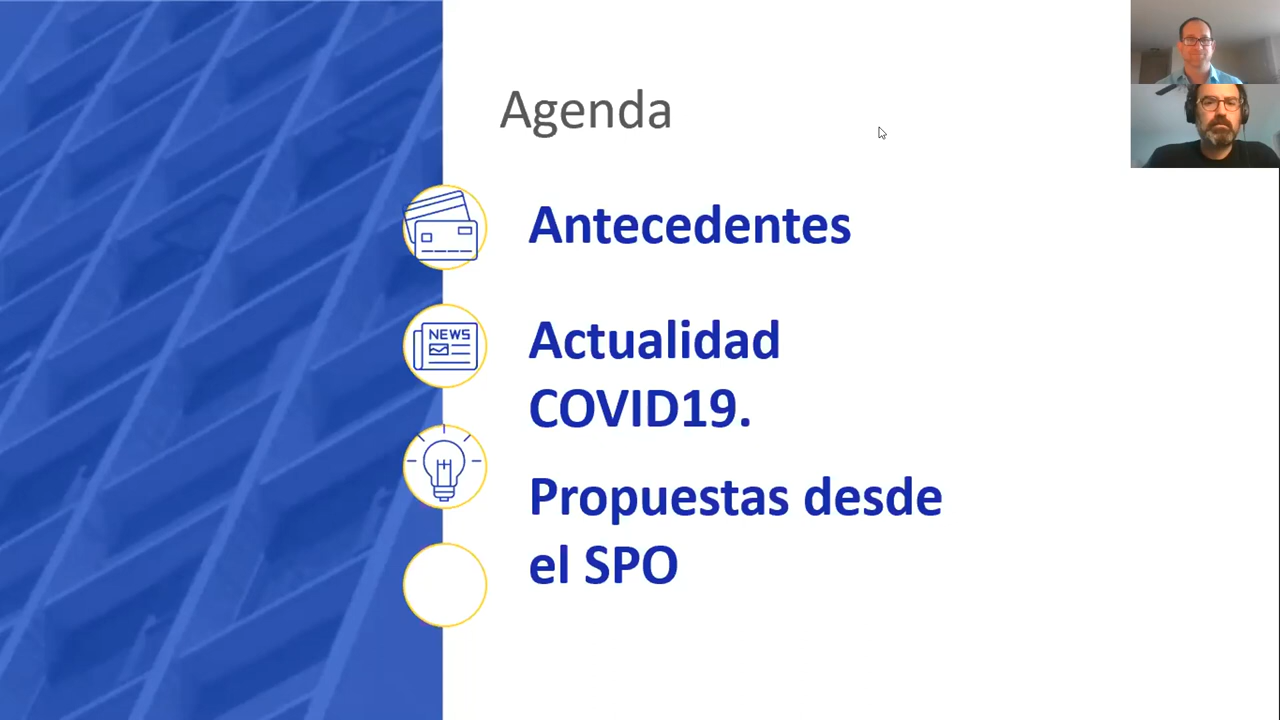 Agenda
Antecedentes
NEWS
Actualidad
COVID19.
Propuestas desde
el SPO